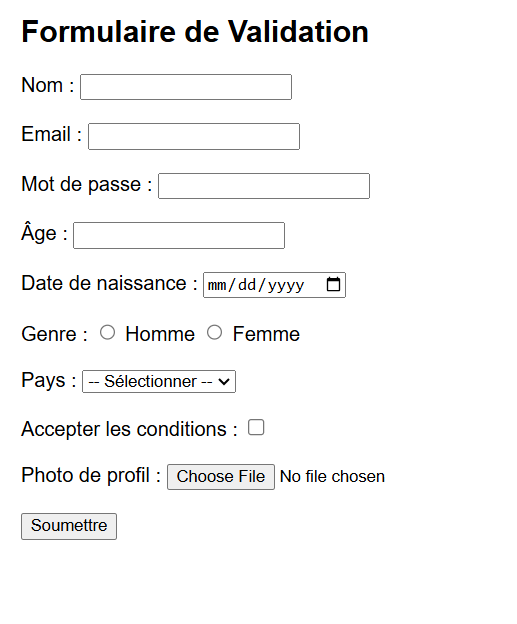 Formulaire de Validation
Nom :
Email :
Mot de passe :
Âge :
Date de naissance : mm/dd/yyyy
Genre : Homme Femme
Pays : -- Sélectionner --
Accepter les conditions :
Photo de profil : Choose File No file chosen
Soumettre